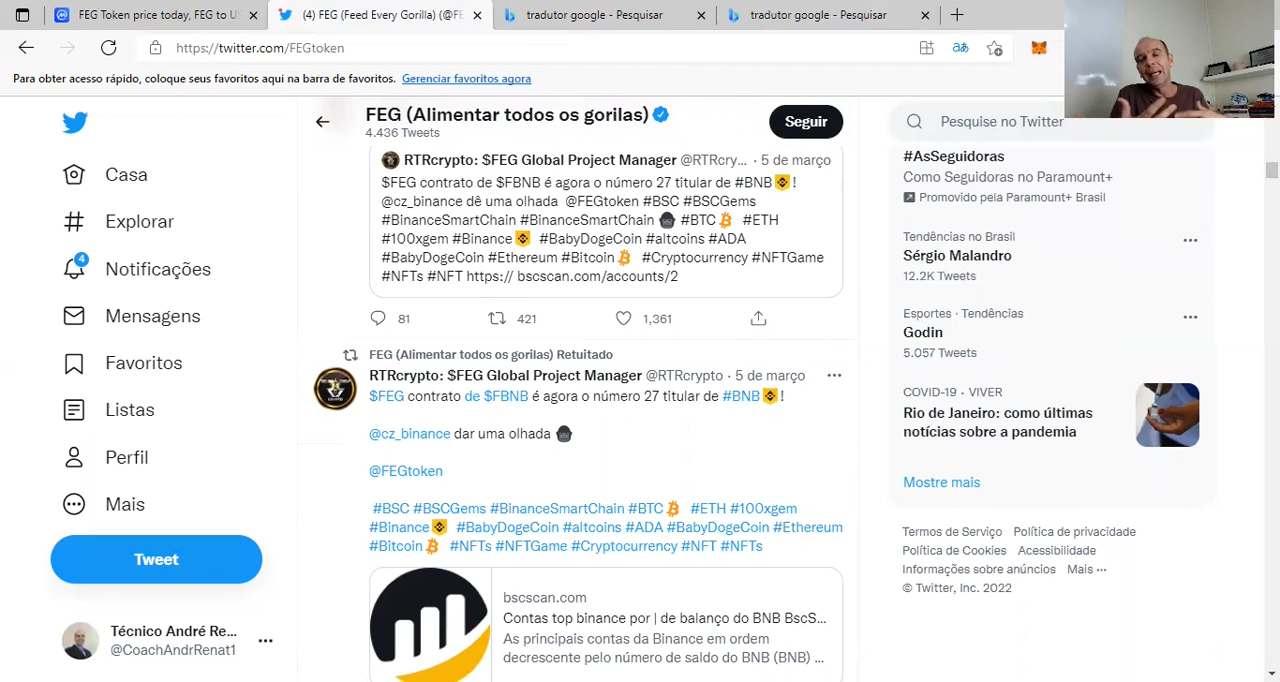 FEG Token price today, FEG to US
(4) FEG (Feed Every Gorilla) (@FE
tradutor google - Pesquisar
tradutor google - Pesquisar
https://twitter.com/FEGtoken
Para obter acesso rápido, coloque seus favoritos aqui na barra de favoritos. Gerenciar favoritos agora
Casa
Explorar
4
Notificações
Mensagens
Favoritos
Listas
Perfil
Mais
Tweet
Técnico André Re...
@CoachAndrRenat1
FEG (Alimentar todos os gorilas)
4.436 Tweets
Seguir
RTRcrypto: $FEG Global Project Manager @RTRcry... · 5 de março
$FEG contrato de $FBNB é agora o número 27 titular de #BNB !
@cz_binance dê uma olhada @FEGtoken #BSC #BSCGems
#BinanceSmartChain #BinanceSmartChain #BTC #ETH
#100xgem #Binance #BabyDogeCoin #altcoins #ADA
#BabyDogeCoin #Ethereum #Bitcoin #Cryptocurrency #NFTGame
#NFTs #NFT https:// bscscan.com/accounts/2
81 421 1,361
FEG (Alimentar todos os gorilas) Retuitado
RTRcrypto: $FEG Global Project Manager @RTRcrypto · 5 de março
$FEG contrato de $FBNB é agora o número 27 titular de #BNB !
@cz_binance dar uma olhada
@FEGtoken
#BSC #BSCGems #BinanceSmartChain #BTC #ETH #100xgem
#Binance #BabyDogeCoin #altcoins #ADA #BabyDogeCoin #Ethereum
#Bitcoin #NFTs #NFTGame #Cryptocurrency #NFT #NFTs
bscscan.com
Contas top binance por | de balanço do BNB BscS...
As principais contas da Binance em ordem
decrescente pelo número de saldo do BNB (BNB) ...
Pesquise no Twitter
#AsSeguidoras
Como Seguidoras no Paramount+
Promovido pela Paramount+ Brasil
Tendências no Brasil
Sérgio Malandro
12.2K Tweets
Esportes · Tendências
Godin
5.057 Tweets
COVID-19 · VIVER
Rio de Janeiro: como últimas
notícias sobre a pandemia
Mostre mais
Termos de Serviço Política de privacidade
Política de Cookies Acessibilidade
Informações sobre anúncios Mais ···
© Twitter, Inc. 2022